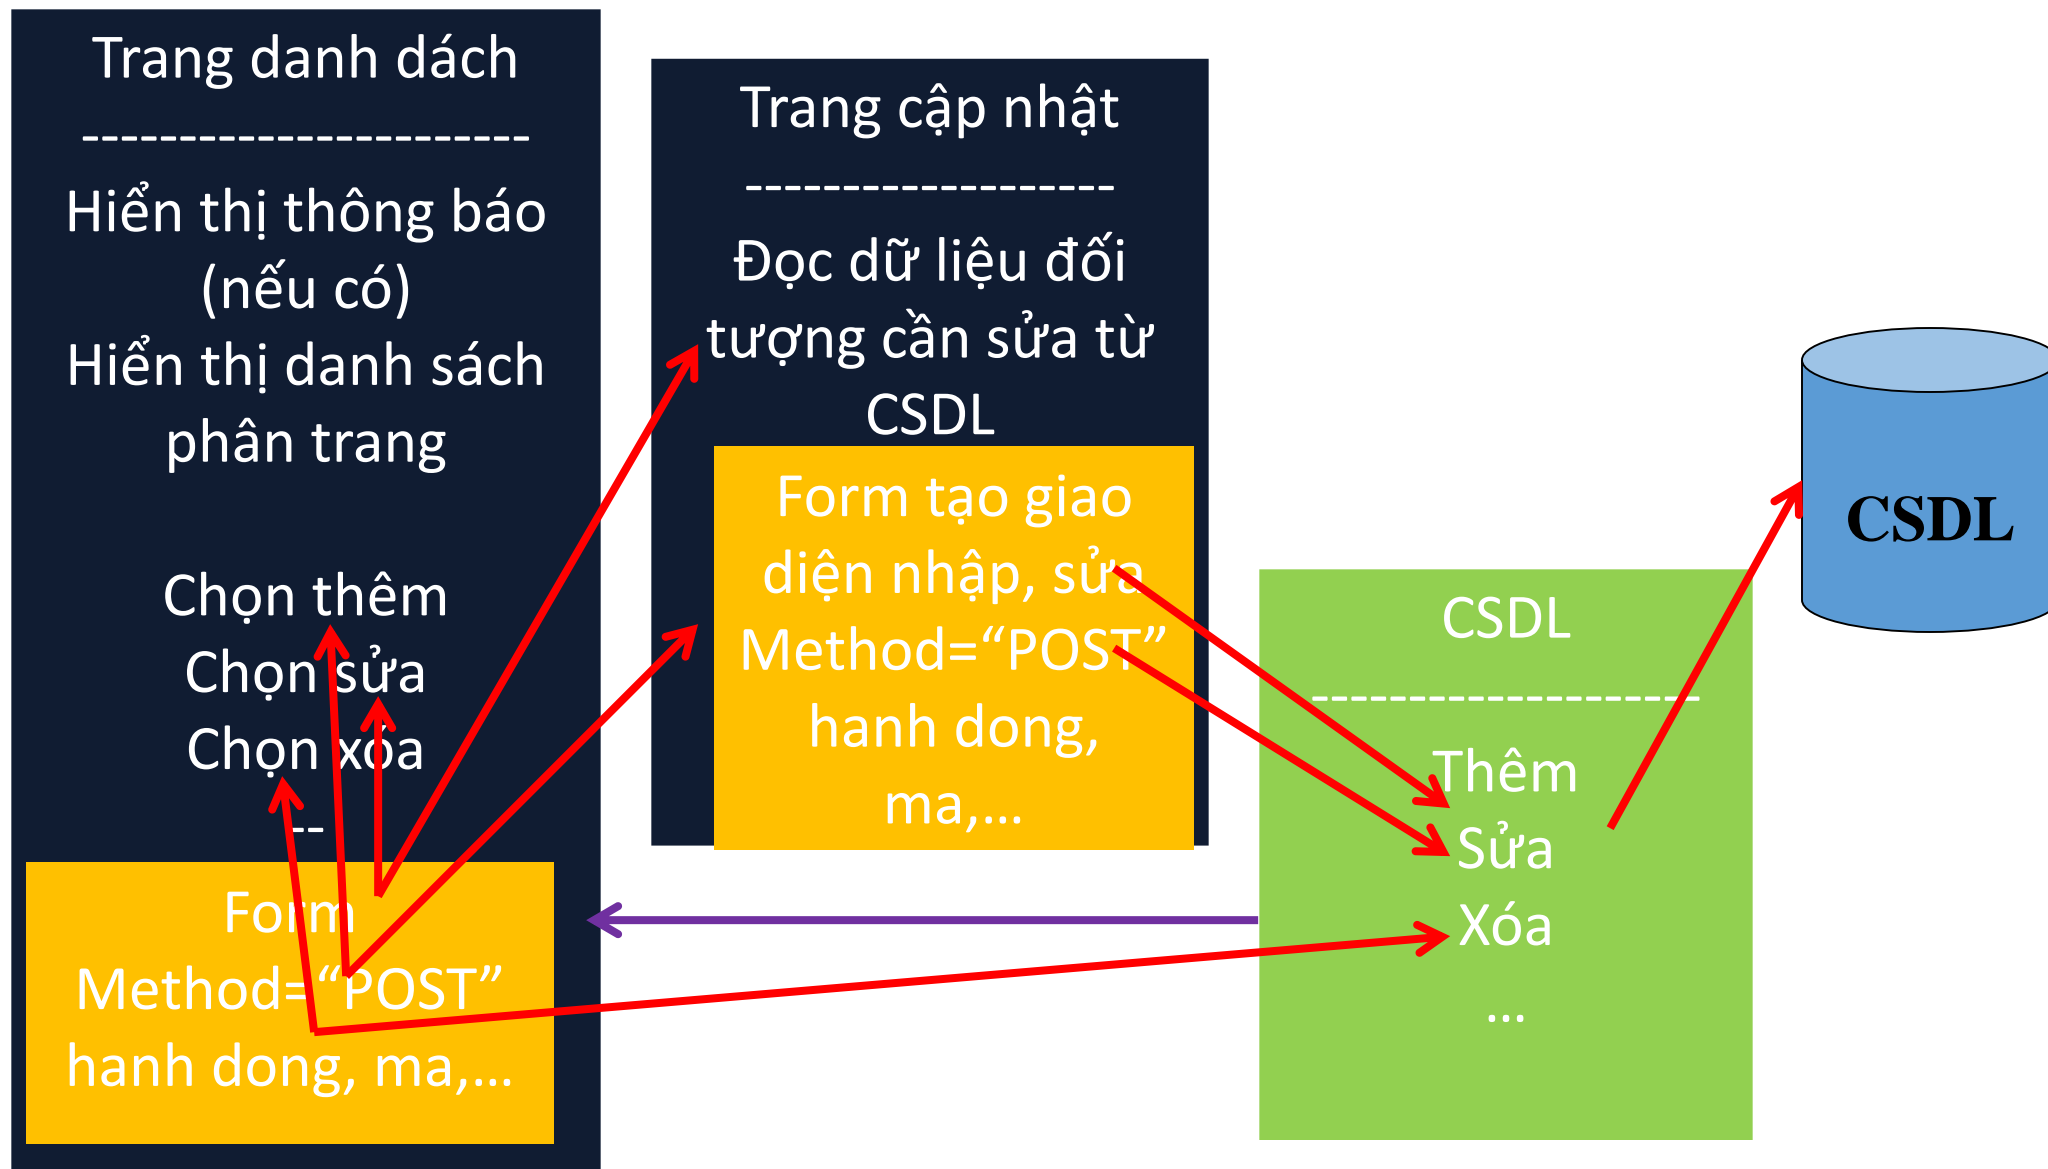 Trang danh dách
-----------------------
Hiển thị thông báo
(nếu có)
Hiển thị danh sách
phân trang
Chọn thêm
Chọn sửa
Chọn xóa
--
Form
Method=“POST”
hanh dong, ma,…
Trang cập nhật
-------------------
Đọc dữ liệu đối
tượng cần sửa từ
CSDL
Form tạo giao
diện nhập, sửa
Method=“POST”
hanh dong,
ma,…
CSDL
--------------------
Thêm
Sửa
Xóa
…
CSDL